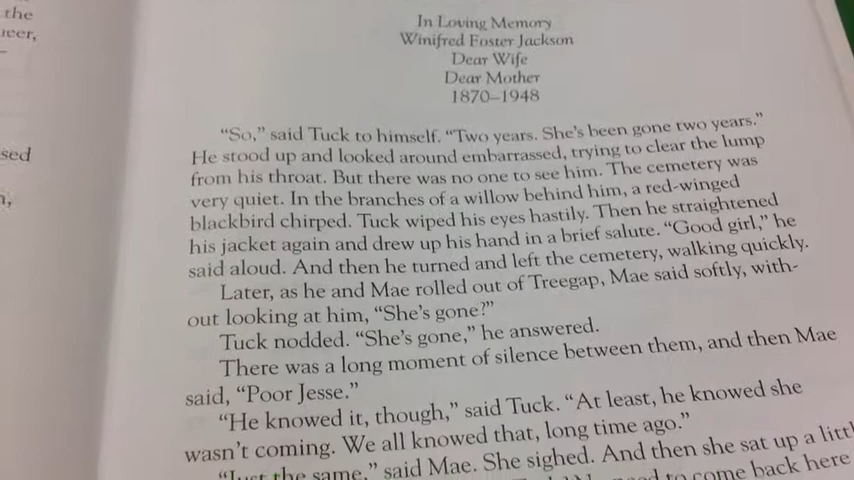 the
ucer,
sed
In Loving Memory
Winifred Foster Jackson
Dear Wife
Dear Mother
1870–1948
“So,” said Tuck to himself. “Two years. She’s been gone two years.”
He stood up and looked around embarrassed, trying to clear the lump
from his throat. But there was no one to see him. The cemetery was
very quiet. In the branches of a willow behind him, a red-winged
blackbird chirped. Tuck wiped his eyes hastily. Then he straightened
his jacket again and drew up his hand in a brief salute. “Good girl,” he
said aloud. And then he turned and left the cemetery, walking quickly.
Later, as he and Mae rolled out of Treegap, Mae said softly, with-
out looking at him, “She’s gone?”
Tuck nodded. “She’s gone,” he answered.
There was a long moment of silence between them, and then Mae
said, “Poor Jesse.”
“He knowed it, though,” said Tuck. “At least, he knowed she
wasn’t coming. We all knowed that, long time ago.”
“Just the same,” said Mae. She sighed. And then she sat up a littl
need to come back here